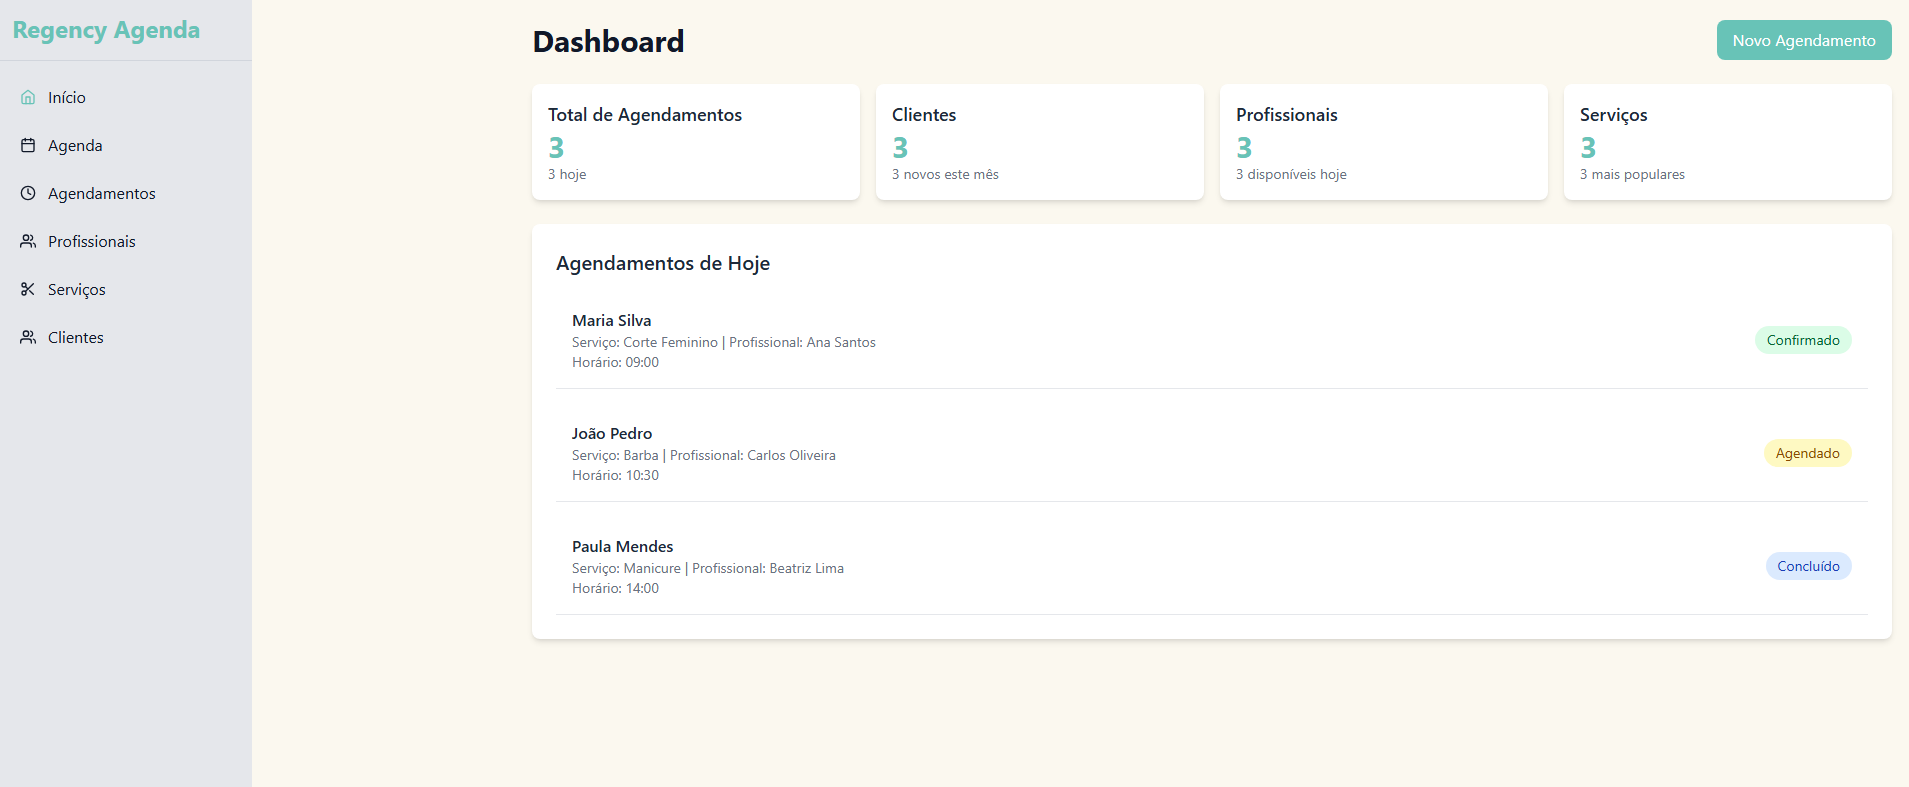 Regency Agenda
Início
Agenda
Agendamentos
Profissionais
Serviços
Clientes
Dashboard
Novo Agendamento
Total de Agendamentos
3
3 hoje
Clientes
3
3 novos este mês
Profissionais
3
3 disponíveis hoje
Serviços
3
3 mais populares
Agendamentos de Hoje
Maria Silva
Serviço: Corte Feminino | Profissional: Ana Santos
Horário: 09:00
Confirmado
João Pedro
Serviço: Barba | Profissional: Carlos Oliveira
Horário: 10:30
Agendado
Paula Mendes
Serviço: Manicure | Profissional: Beatriz Lima
Horário: 14:00
Concluído